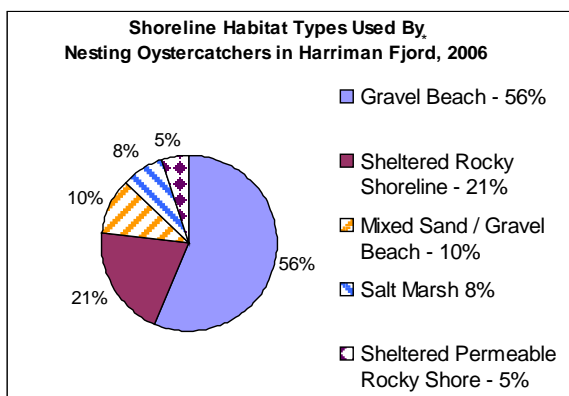 Shoreline Habitat Types Used By*
Nesting Oystercatchers in Harriman Fjord, 2006
5%
8%
10%
21%
56%
Gravel Beach - 56%
Sheltered Rocky
Shoreline - 21%
Mixed Sand / Gravel
Beach - 10%
Salt Marsh 8%
Sheltered Permeable
Rocky Shore - 5%